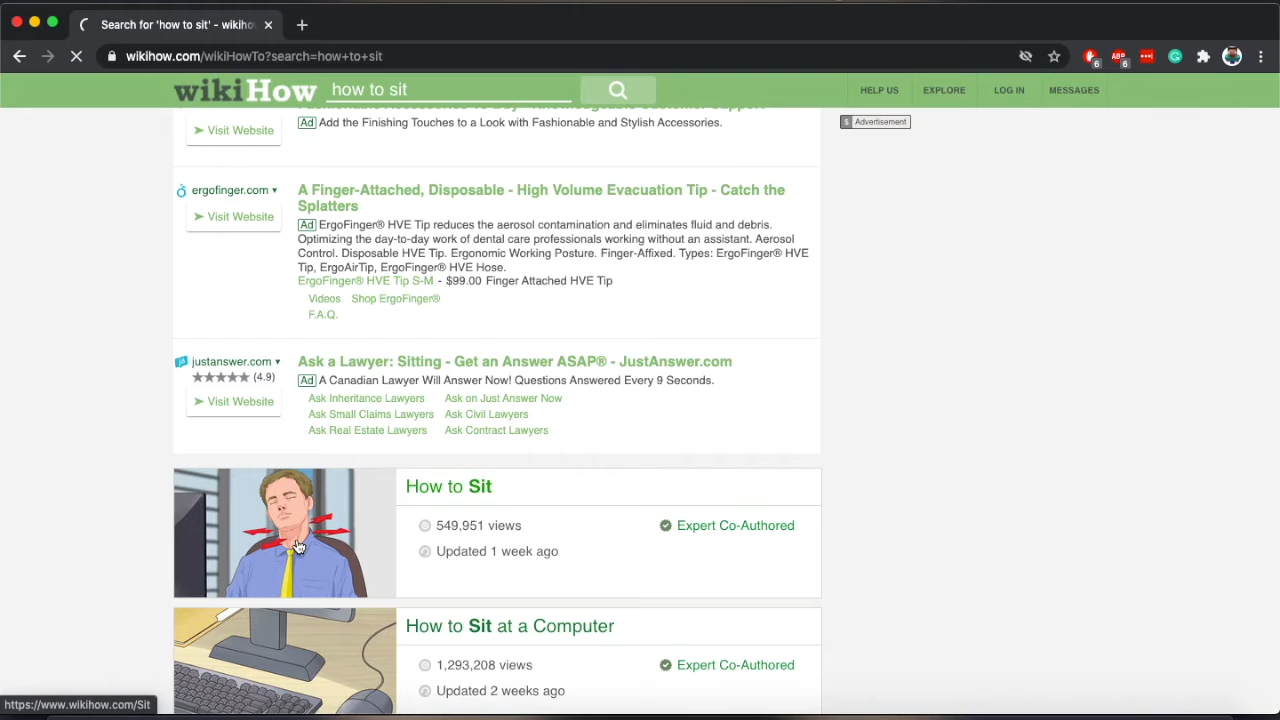 Search for 'how to sit' - wikiho
wikihow.com/wikiHowTo?search=how+to+sit
6
6
wikiHow
how to sit
HELP US
EXPLORE
LOG IN
MESSAGES
Visit Website
Ad Add the Finishing Touches to a Look with Fashionable and Stylish Accessories.
$ Advertisement
ergofinger.com
Visit Website
A Finger-Attached, Disposable - High Volume Evacuation Tip - Catch the
Splatters
Ad ErgoFinger® HVE Tip reduces the aerosol contamination and eliminates fluid and debris.
Optimizing the day-to-day work of dental care professionals working without an assistant. Aerosol
Control. Disposable HVE Tip. Ergonomic Working Posture. Finger-Affixed. Types: ErgoFinger® HVE
Tip, ErgoAirTip, ErgoFinger® HVE Hose.
ErgoFinger® HVE Tip S-M - $99.00 Finger Attached HVE Tip
Videos Shop ErgoFinger®
F.A.Q.
justanswer.com
(4.9)
Visit Website
Ask a Lawyer: Sitting - Get an Answer ASAP® - JustAnswer.com
Ad A Canadian Lawyer Will Answer Now! Questions Answered Every 9 Seconds.
Ask Inheritance Lawyers Ask on Just Answer Now
Ask Small Claims Lawyers Ask Civil Lawyers
Ask Real Estate Lawyers Ask Contract Lawyers
How to Sit
549,951 views
Expert Co-Authored
Updated 1 week ago
How to Sit at a Computer
1,293,208 views
Expert Co-Authored
Updated 2 weeks ago
https://www.wikihow.com/Sit